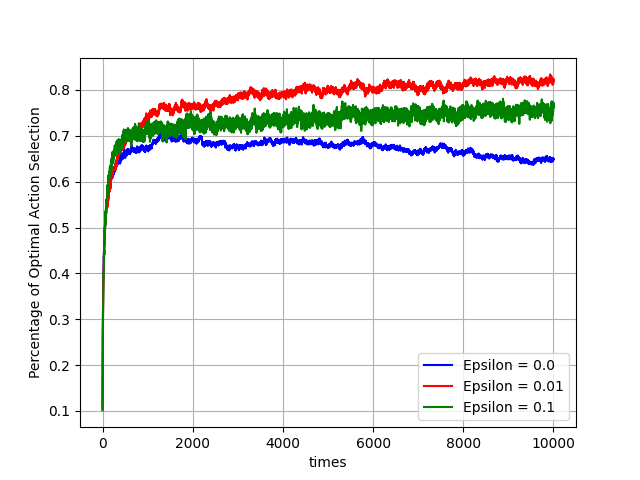 Percentage of Optimal Action Selection
0.8
0.7
0.6
0.5
0.4
0.3
0.2
0.1
0 2000 4000 6000 8000 10000
times
Epsilon = 0.0
Epsilon = 0.01
Epsilon = 0.1